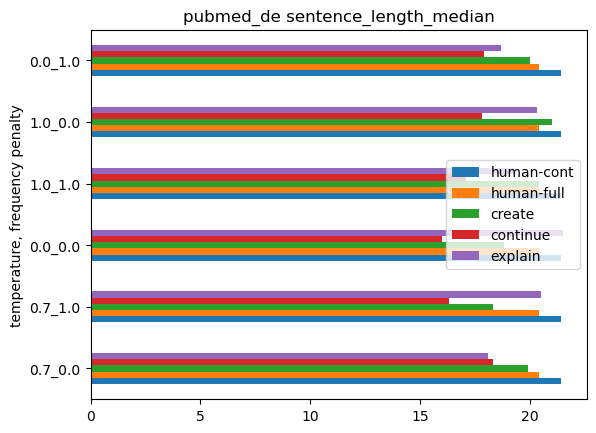 pubmed_de sentence_length_median
temperature, frequency penalty
0.0_1.0
1.0_0.0
1.0_1.0
0.0_0.0
0.7_1.0
0.7_0.0
human-cont
human-full
create
continue
explain
0 5 10 15 20